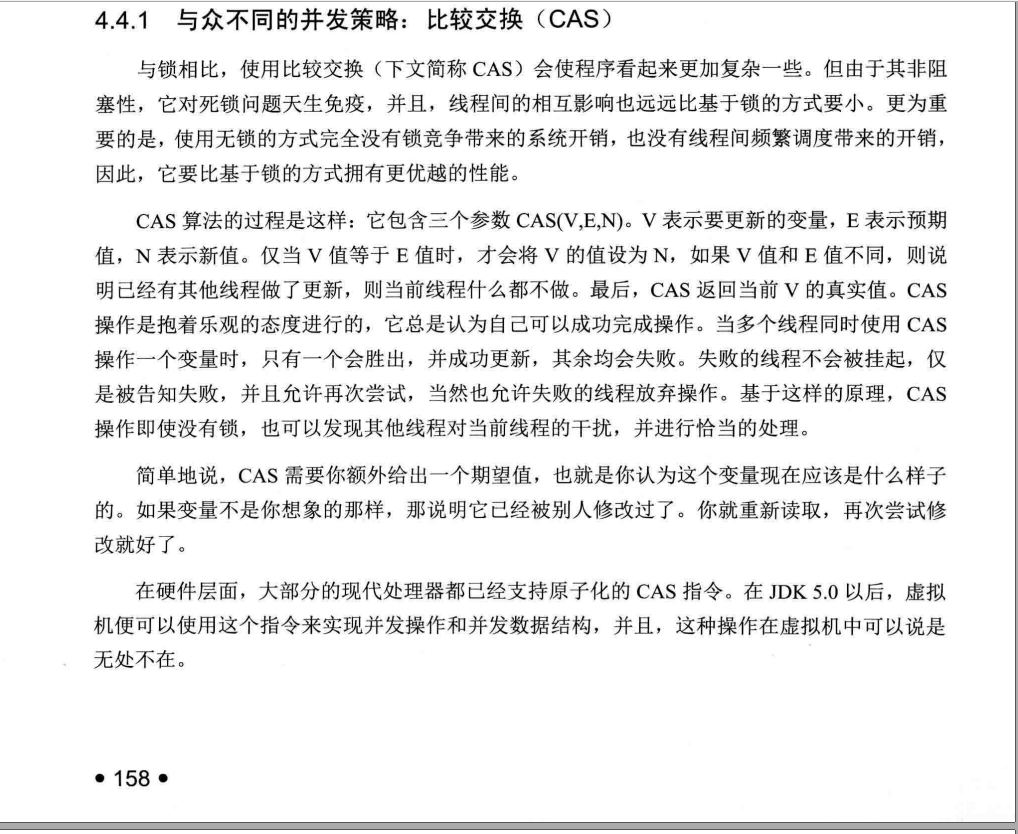 4.4.1 与众不同的并发策略：比较交换（CAS）
与锁相比，使用比较交换（下文简称 CAS）会使程序看起来更加复杂一些。但由于其非阻
塞性，它对死锁问题天生免疫，并且，线程间的相互影响也远远比基于锁的方式要小。更为重
要的是，使用无锁的方式完全没有锁竞争带来的系统开销，也没有线程间频繁调度带来的开销，
因此，它要比基于锁的方式拥有更优越的性能。
CAS 算法的过程是这样：它包含三个参数 CAS(V,E,N)。V 表示要更新的变量，E 表示预期
值，N 表示新值。仅当 V 值等于 E 值时，才会将 V 的值设为 N，如果 V 值和 E 值不同，则说
明已经有其他线程做了更新，则当前线程什么都不做。最后，CAS 返回当前 V 的真实值。CAS
操作是抱着乐观的态度进行的，它总是认为自己可以成功完成操作。当多个线程同时使用 CAS
操作一个变量时，只有一个会胜出，并成功更新，其余均会失败。失败的线程不会被挂起，仅
是被告知失败，并且允许再次尝试，当然也允许失败的线程放弃操作。基于这样的原理，CAS
操作即使没有锁，也可以发现其他线程对当前线程的干扰，并进行恰当的处理。
简单地说，CAS 需要你额外给出一个期望值，也就是你认为这个变量现在应该是什么样子
的。如果变量不是你想象的那样，那说明它已经被别人修改过了。你就重新读取，再次尝试修
改就好了。
在硬件层面，大部分的现代处理器都已经支持原子化的 CAS 指令。在 JDK 5.0 以后，虚拟
机便可以使用这个指令来实现并发操作和并发数据结构，并且，这种操作在虚拟机中可以说是
无处不在。
• 158 •